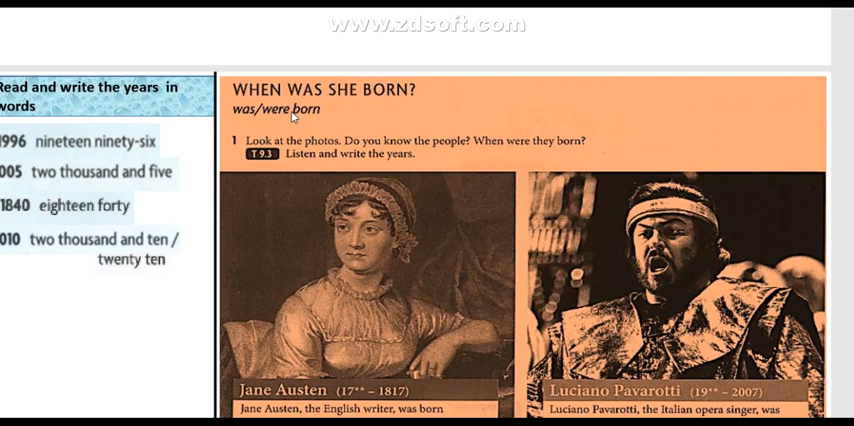 www.zdsoft.com
Read and write the years in
words
1996 nineteen ninety-six
005 two thousand and five
1840 eighteen forty
010 two thousand and ten /
twenty ten
WHEN WAS SHE BORN?
was/were born
1 Look at the photos. Do you know the people? When were they born?
T 9.3 Listen and write the years.
Jane Austen (17** – 1817)
Jane Austen, the English writer, was born
Luciano Pavarotti (19** – 2007)
Luciano Pavarotti, the Italian opera singer, was